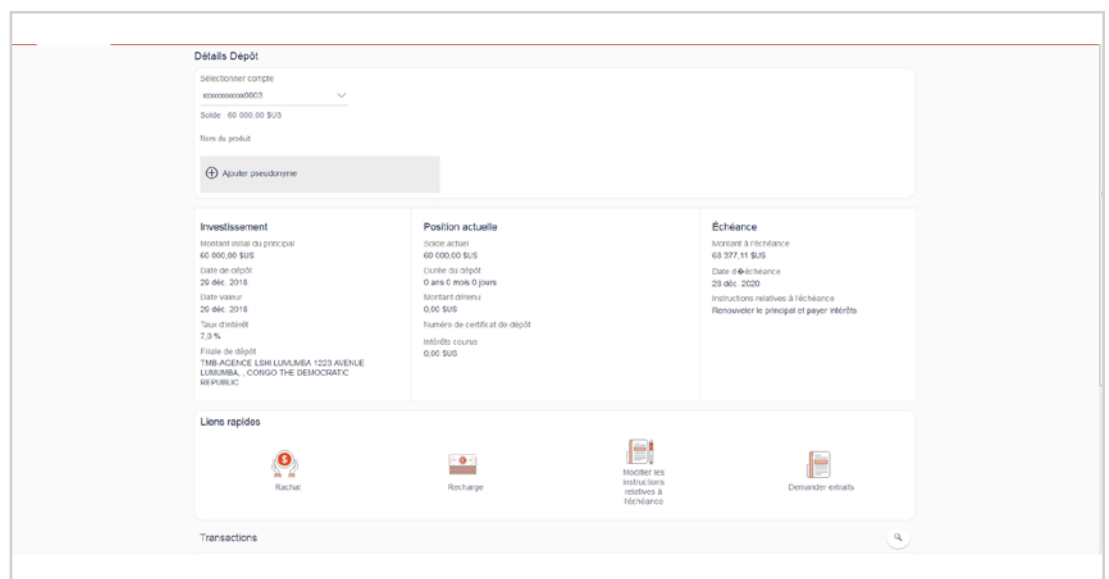 Détails Dépôt
Sélectionner compte
xxxxxxxxxx0003
Solde : 60 000,00 $US
Nom du produit
Ajouter pseudonyme
Investissement
Montant initial du principal
60 000,00 $US
Date de dépôt
29 déc. 2018
Date valeur
29 déc. 2018
Taux d'intérêt
7,0 %
Filiale de dépôt
TMB-AGENCE LSHI LUMUMBA 1223 AVENUE
LUMUMBA, , CONGO THE DEMOCRATIC
REPUBLIC
Position actuelle
Solde actuel
60 000,00 $US
Durée du dépôt
0 ans 0 mois 0 jours
Montant détenu
0,00 $US
Numéro de certificat de dépôt
Intérêts courus
0,00 $US
Échéance
Montant à l'échéance
68 377,11 $US
Date d�échéance
28 déc. 2020
Instructions relatives à l'échéance
Renouveler le principal et payer intérêts
Liens rapides
Rachat
Recharge
Modifier les
instructions
relatives à
l'échéance
Demander extraits
Transactions